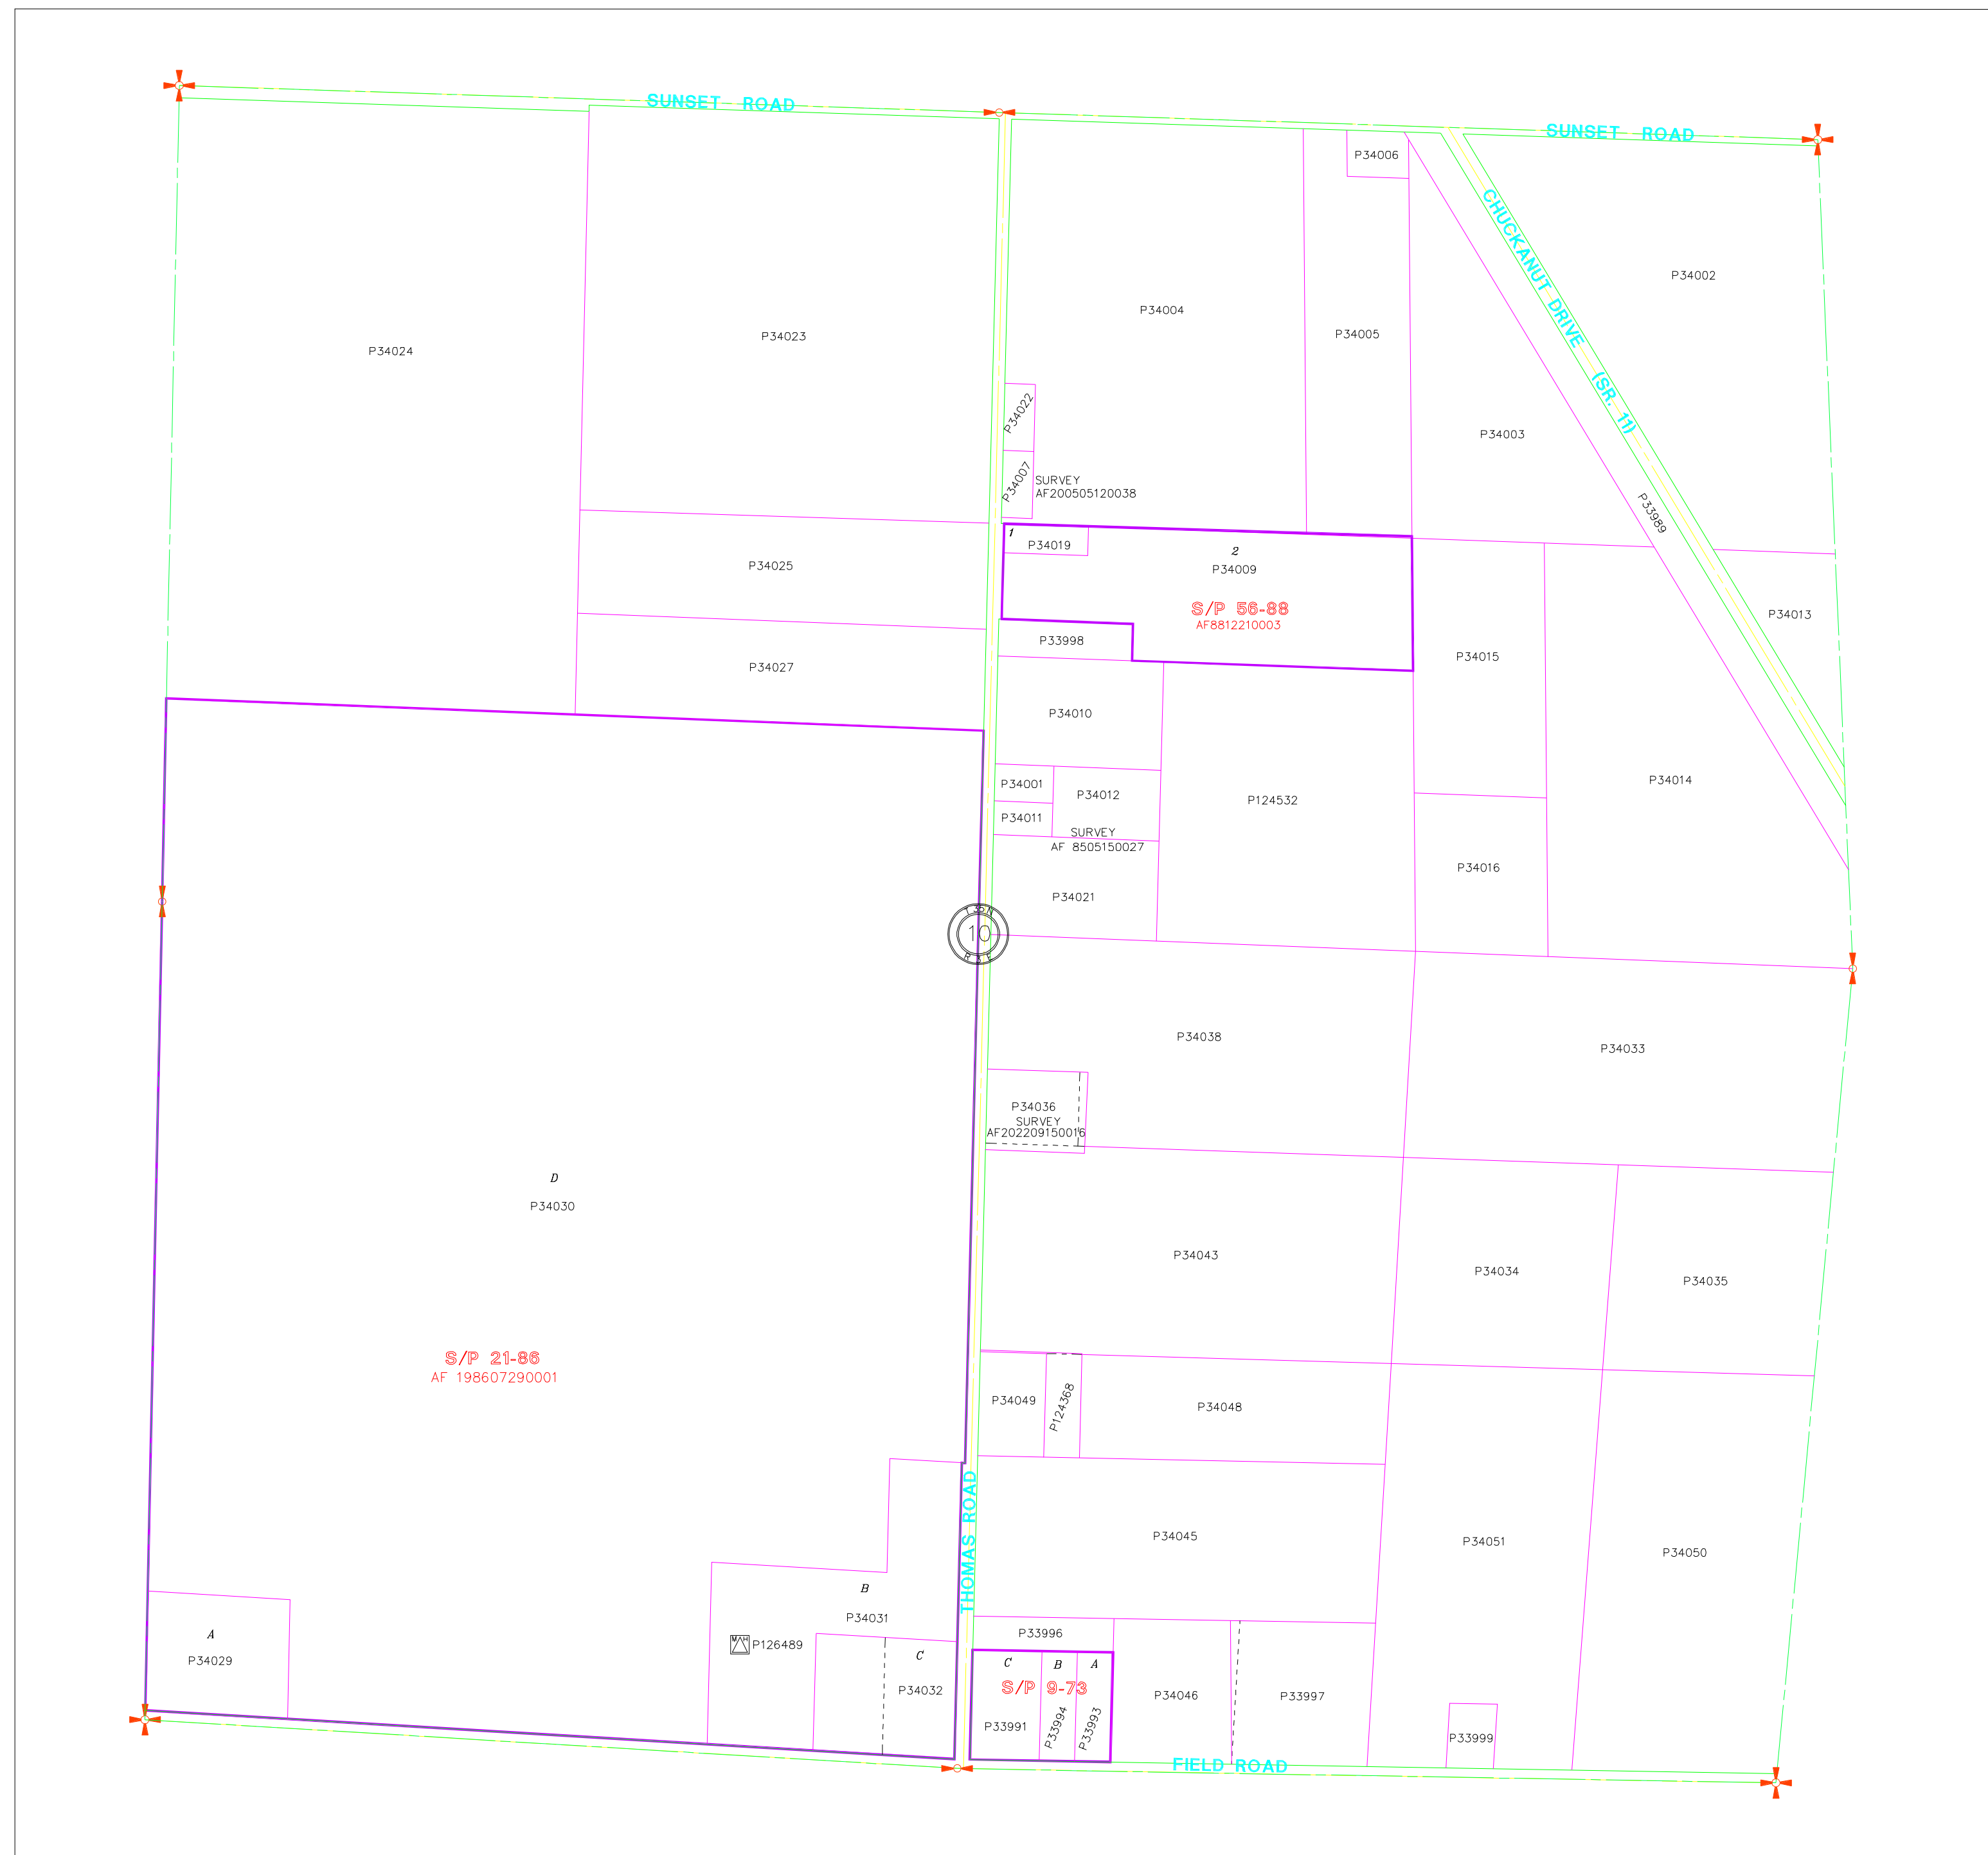 SUNSET ROAD
SUNSET ROAD
P34006
CHUCKANUT DRIVE (SR. 11)
P34002
P34004
P34005
P34023
P34024
P34022
P34003
P34007
SURVEY
AF200505120038
P33989
1
P34019
2
P34009
P34025
S/P 56-88
AF8812210003
P34013
P33998
P34015
P34027
P34010
P34014
P34001
P34012
P124532
P34011
SURVEY
AF 8505150027
P34016
P34021
T35N
10
R 3 E
P34038
P34033
P34036
SURVEY
AF202209150016
D
P34030
P34043
P34034
P34035
S/P 21-86
AF 198607290001
P34049
P124368
P34048
THOMAS ROAD
P34045
P34051
P34050
B
P34031
A
P34029
MAH
P126489
C
P34032
P33996
C
B
A
S/P 9-73
P33991
P33994
P33993
P34046
P33997
P33999
FIELD ROAD